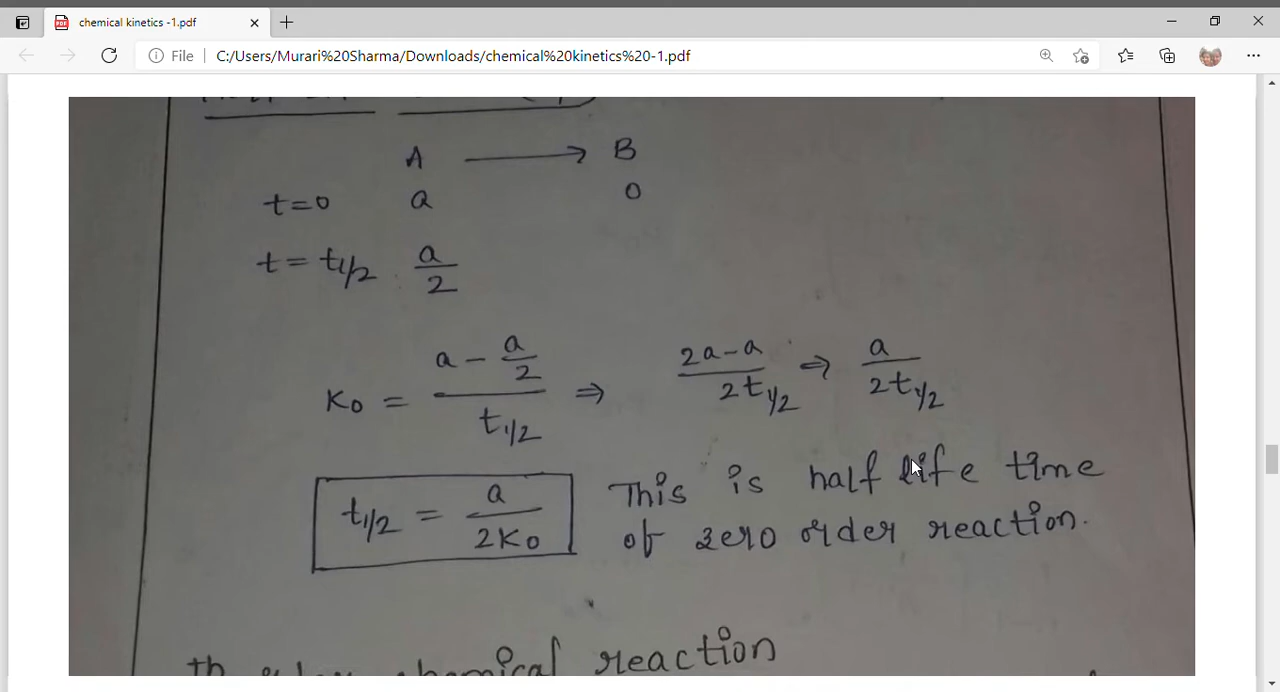 chemical kinetics -1.pdf
File C:/Users/Murari%20Sharma/Downloads/chemical%20kinetics%20-1.pdf
A ⟶ B
t=0 a 0
t = t1/2 a/2
K0 = (a - a/2)/t1/2 ⇒ (2a-a)/2t1/2 ⇒ a/2t1/2
t1/2 = a/2K0 This is half life time
of zero order reaction.
chemical reaction